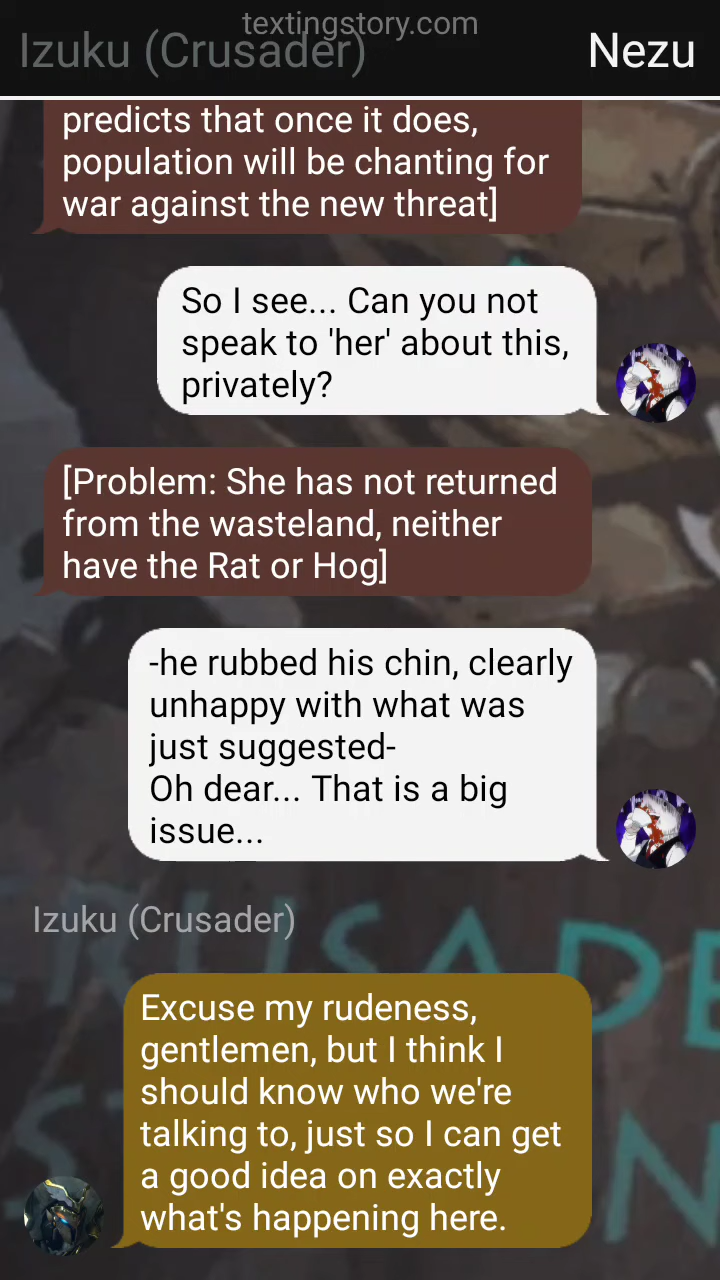 textingstory.com
Izuku (Crusader)
Nezu
predicts that once it does,
population will be chanting for
war against the new threat]
So I see... Can you not
speak to 'her' about this,
privately?
[Problem: She has not returned
from the wasteland, neither
have the Rat or Hog]
-he rubbed his chin, clearly
unhappy with what was
just suggested-
Oh dear... That is a big
issue...
Izuku (Crusader)
Excuse my rudeness,
gentlemen, but I think I
should know who we're
talking to, just so I can get
a good idea on exactly
what's happening here.